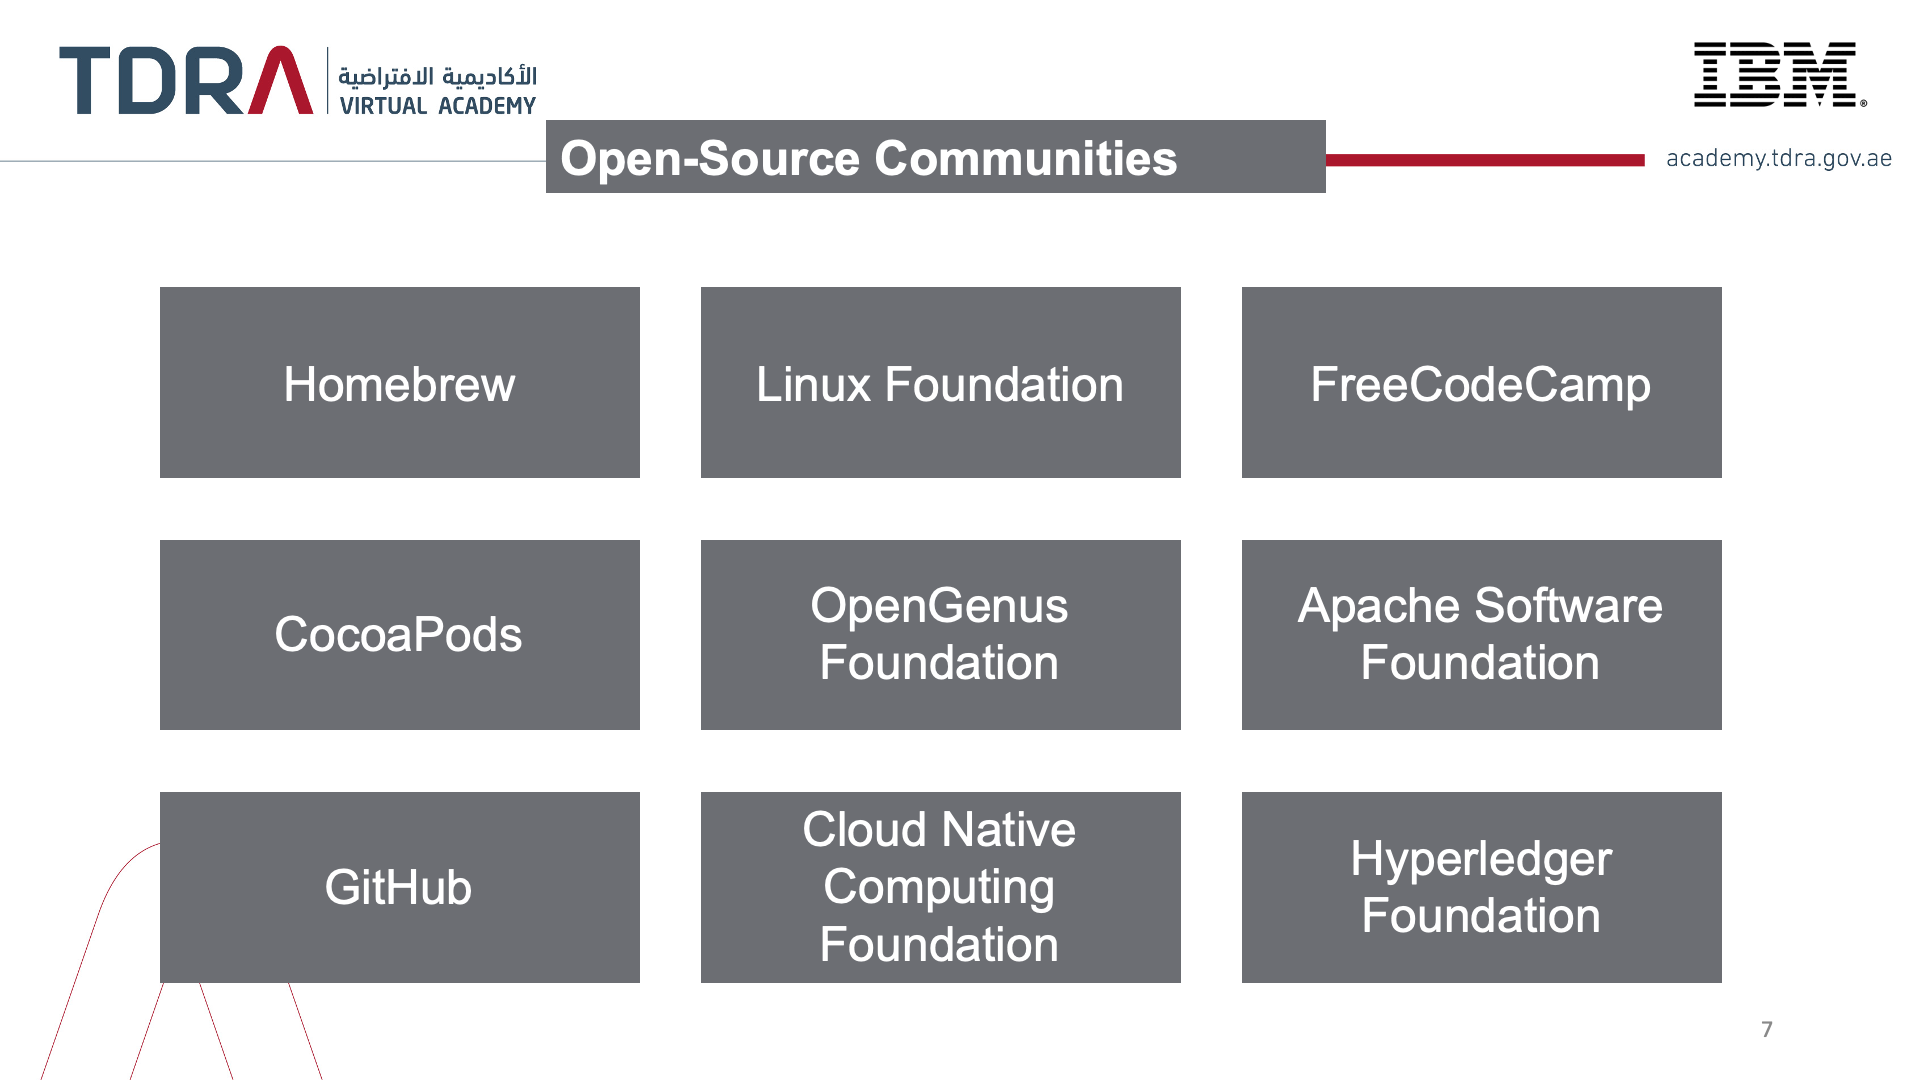 TDRA
الأكاديمية الافتراضية
VIRTUAL ACADEMY
IBM®
Open-Source Communities
academy.tdra.gov.ae
Homebrew
Linux Foundation
FreeCodeCamp
CocoaPods
OpenGenus
Foundation
Apache Software
Foundation
GitHub
Cloud Native
Computing
Foundation
Hyperledger
Foundation
7